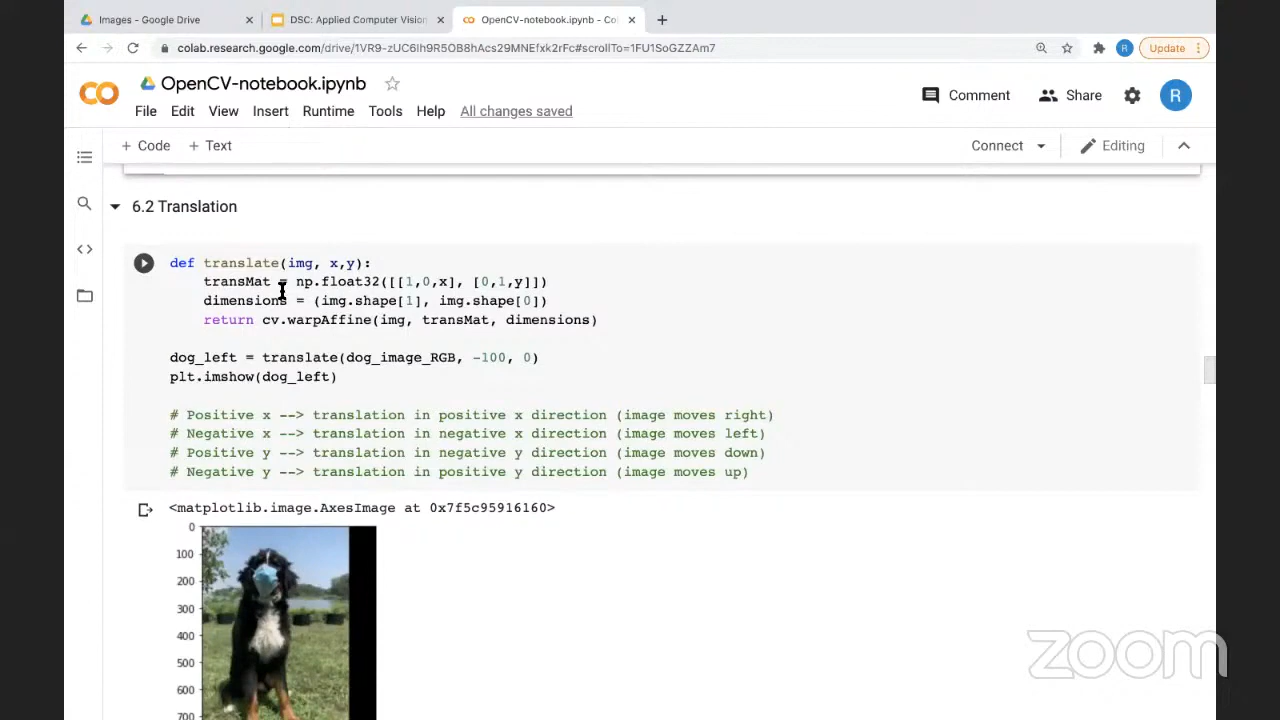 Images - Google Drive
DSC: Applied Computer Vision
OpenCV-notebook.ipynb - Co
colab.research.google.com/drive/1VR9-zUC6Ih9R5OB8hAcs29MNEfxk2rFc#scrollTo=1FU1SoGZZAm7
R
Update
OpenCV-notebook.ipynb
Comment
Share
R
File Edit View Insert Runtime Tools Help All changes saved
+ Code + Text
Connect
Editing
6.2 Translation
def translate(img, x,y):
transMat = np.float32([[1,0,x], [0,1,y]])
dimensions = (img.shape[1], img.shape[0])
return cv.warpAffine(img, transMat, dimensions)
dog_left = translate(dog_image_RGB, -100, 0)
plt.imshow(dog_left)
# Positive x --> translation in positive x direction (image moves right)
# Negative x --> translation in negative x direction (image moves left)
# Positive y --> translation in negative y direction (image moves down)
# Negative y --> translation in positive y direction (image moves up)
<matplotlib.image.AxesImage at 0x7f5c95916160>
0
100
200
300
400
500
600
700
zoom